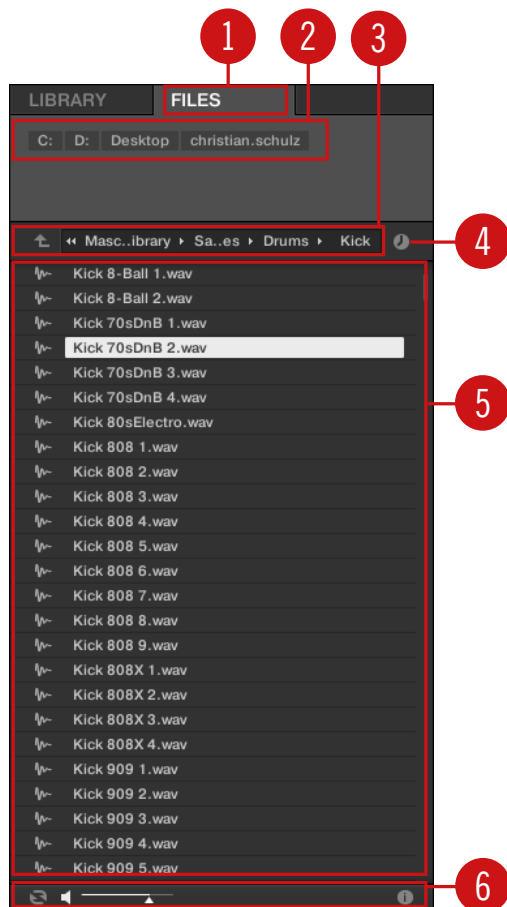 1 2 3
LIBRARY FILES
C: D: Desktop christian.schulz
Masc..ibrary Sa..es Drums Kick
4
Kick 8-Ball 1.wav
Kick 8-Ball 2.wav
Kick 70sDnB 1.wav
Kick 70sDnB 2.wav
Kick 70sDnB 3.wav
Kick 70sDnB 4.wav
5
Kick 80sElectro.wav
Kick 808 1.wav
Kick 808 2.wav
Kick 808 3.wav
Kick 808 4.wav
Kick 808 5.wav
Kick 808 6.wav
Kick 808 7.wav
Kick 808 8.wav
Kick 808 9.wav
Kick 808X 1.wav
Kick 808X 2.wav
Kick 808X 3.wav
Kick 808X 4.wav
Kick 909 1.wav
Kick 909 2.wav
Kick 909 3.wav
Kick 909 4.wav
Kick 909 5.wav
6